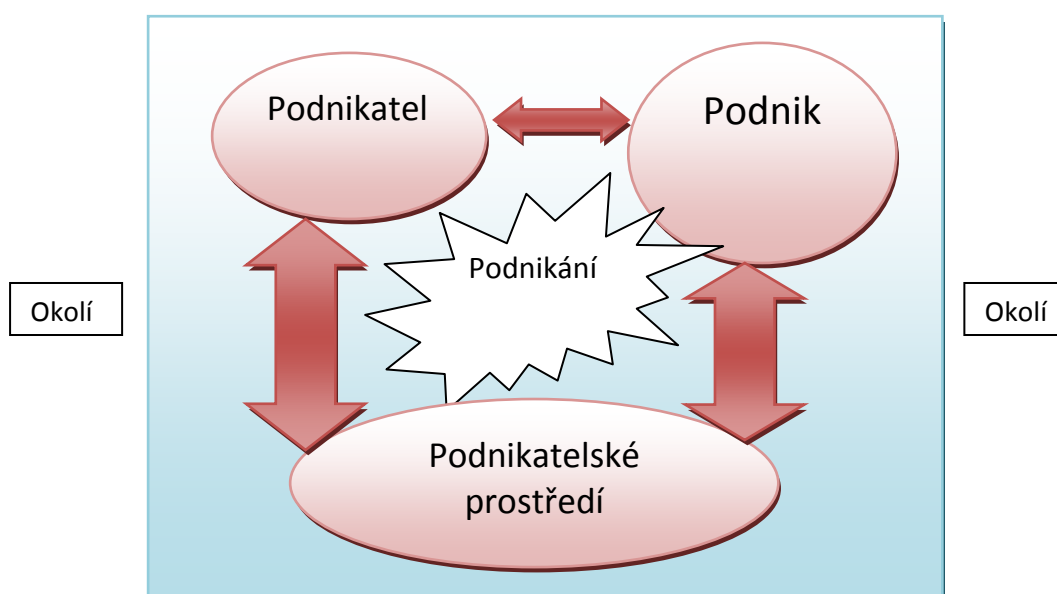 Podnikatel
Podnik
Podnikání
Okolí
Okolí
Podnikatelské
prostředí